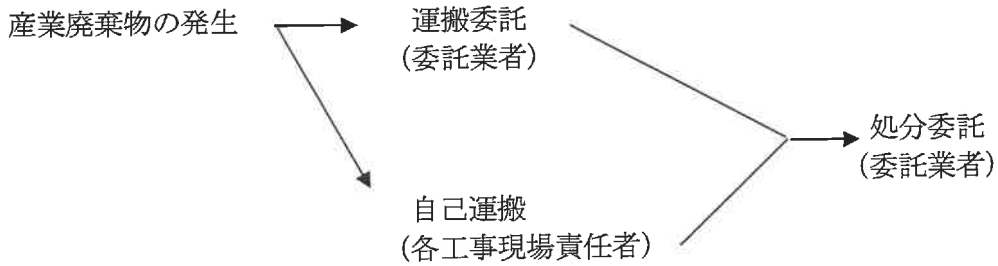 産業廃棄物の発生
運搬委託
(委託業者)
処分委託
(委託業者)
自己運搬
(各工事現場責任者)